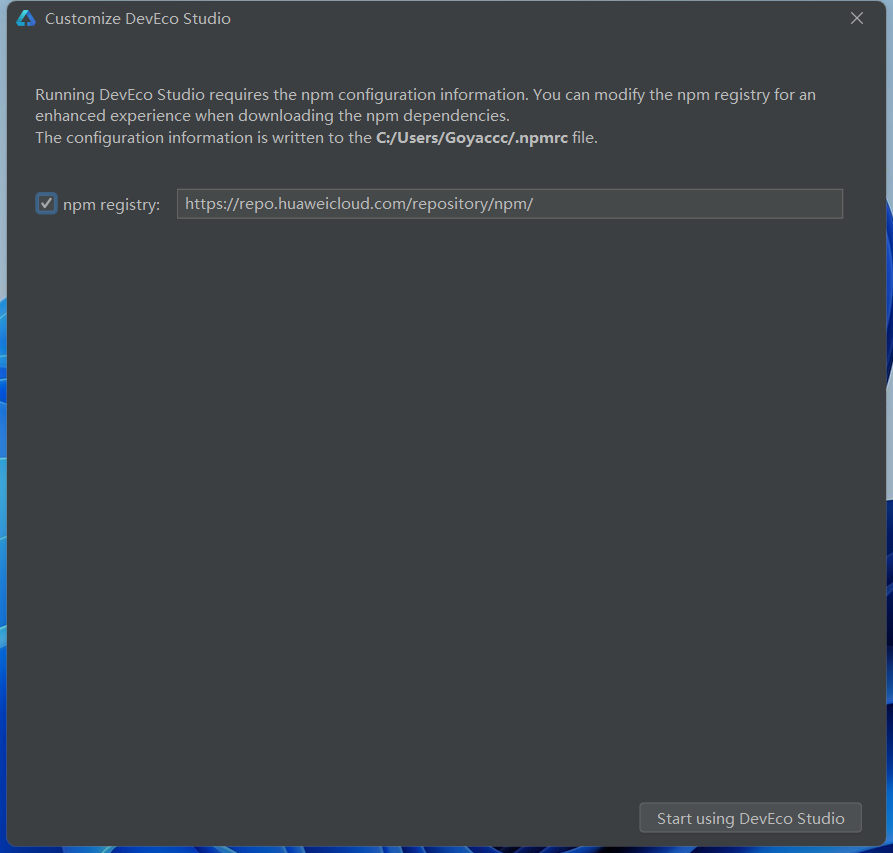 Customize DevEco Studio
Running DevEco Studio requires the npm configuration information. You can modify the npm registry for an
enhanced experience when downloading the npm dependencies.
The configuration information is written to the C:/Users/Goyaccc/.npmrc file.
npm registry: https://repo.huaweicloud.com/repository/npm/
Start using DevEco Studio